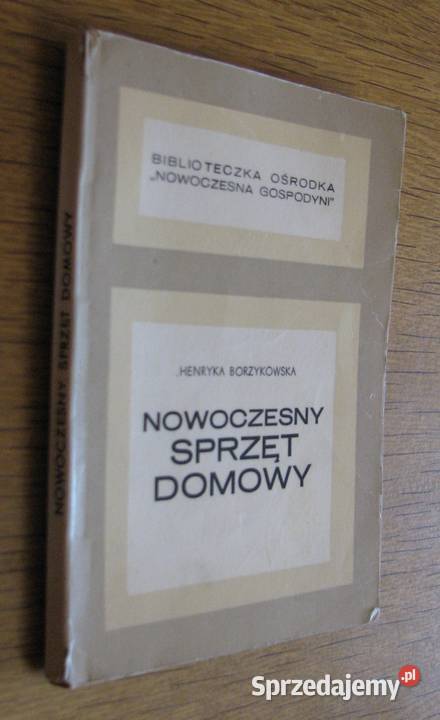 BIBLIOTECZKA OŚRODKA
„NOWOCZESNA GOSPODYNI"
HENRYKA BORZYKOWSKA
NOWOCZESNY
SPRZĘT
DOMOWY
NOWOCZESNY SPRZĘT DOMOWY
Sprzedajemy.pl